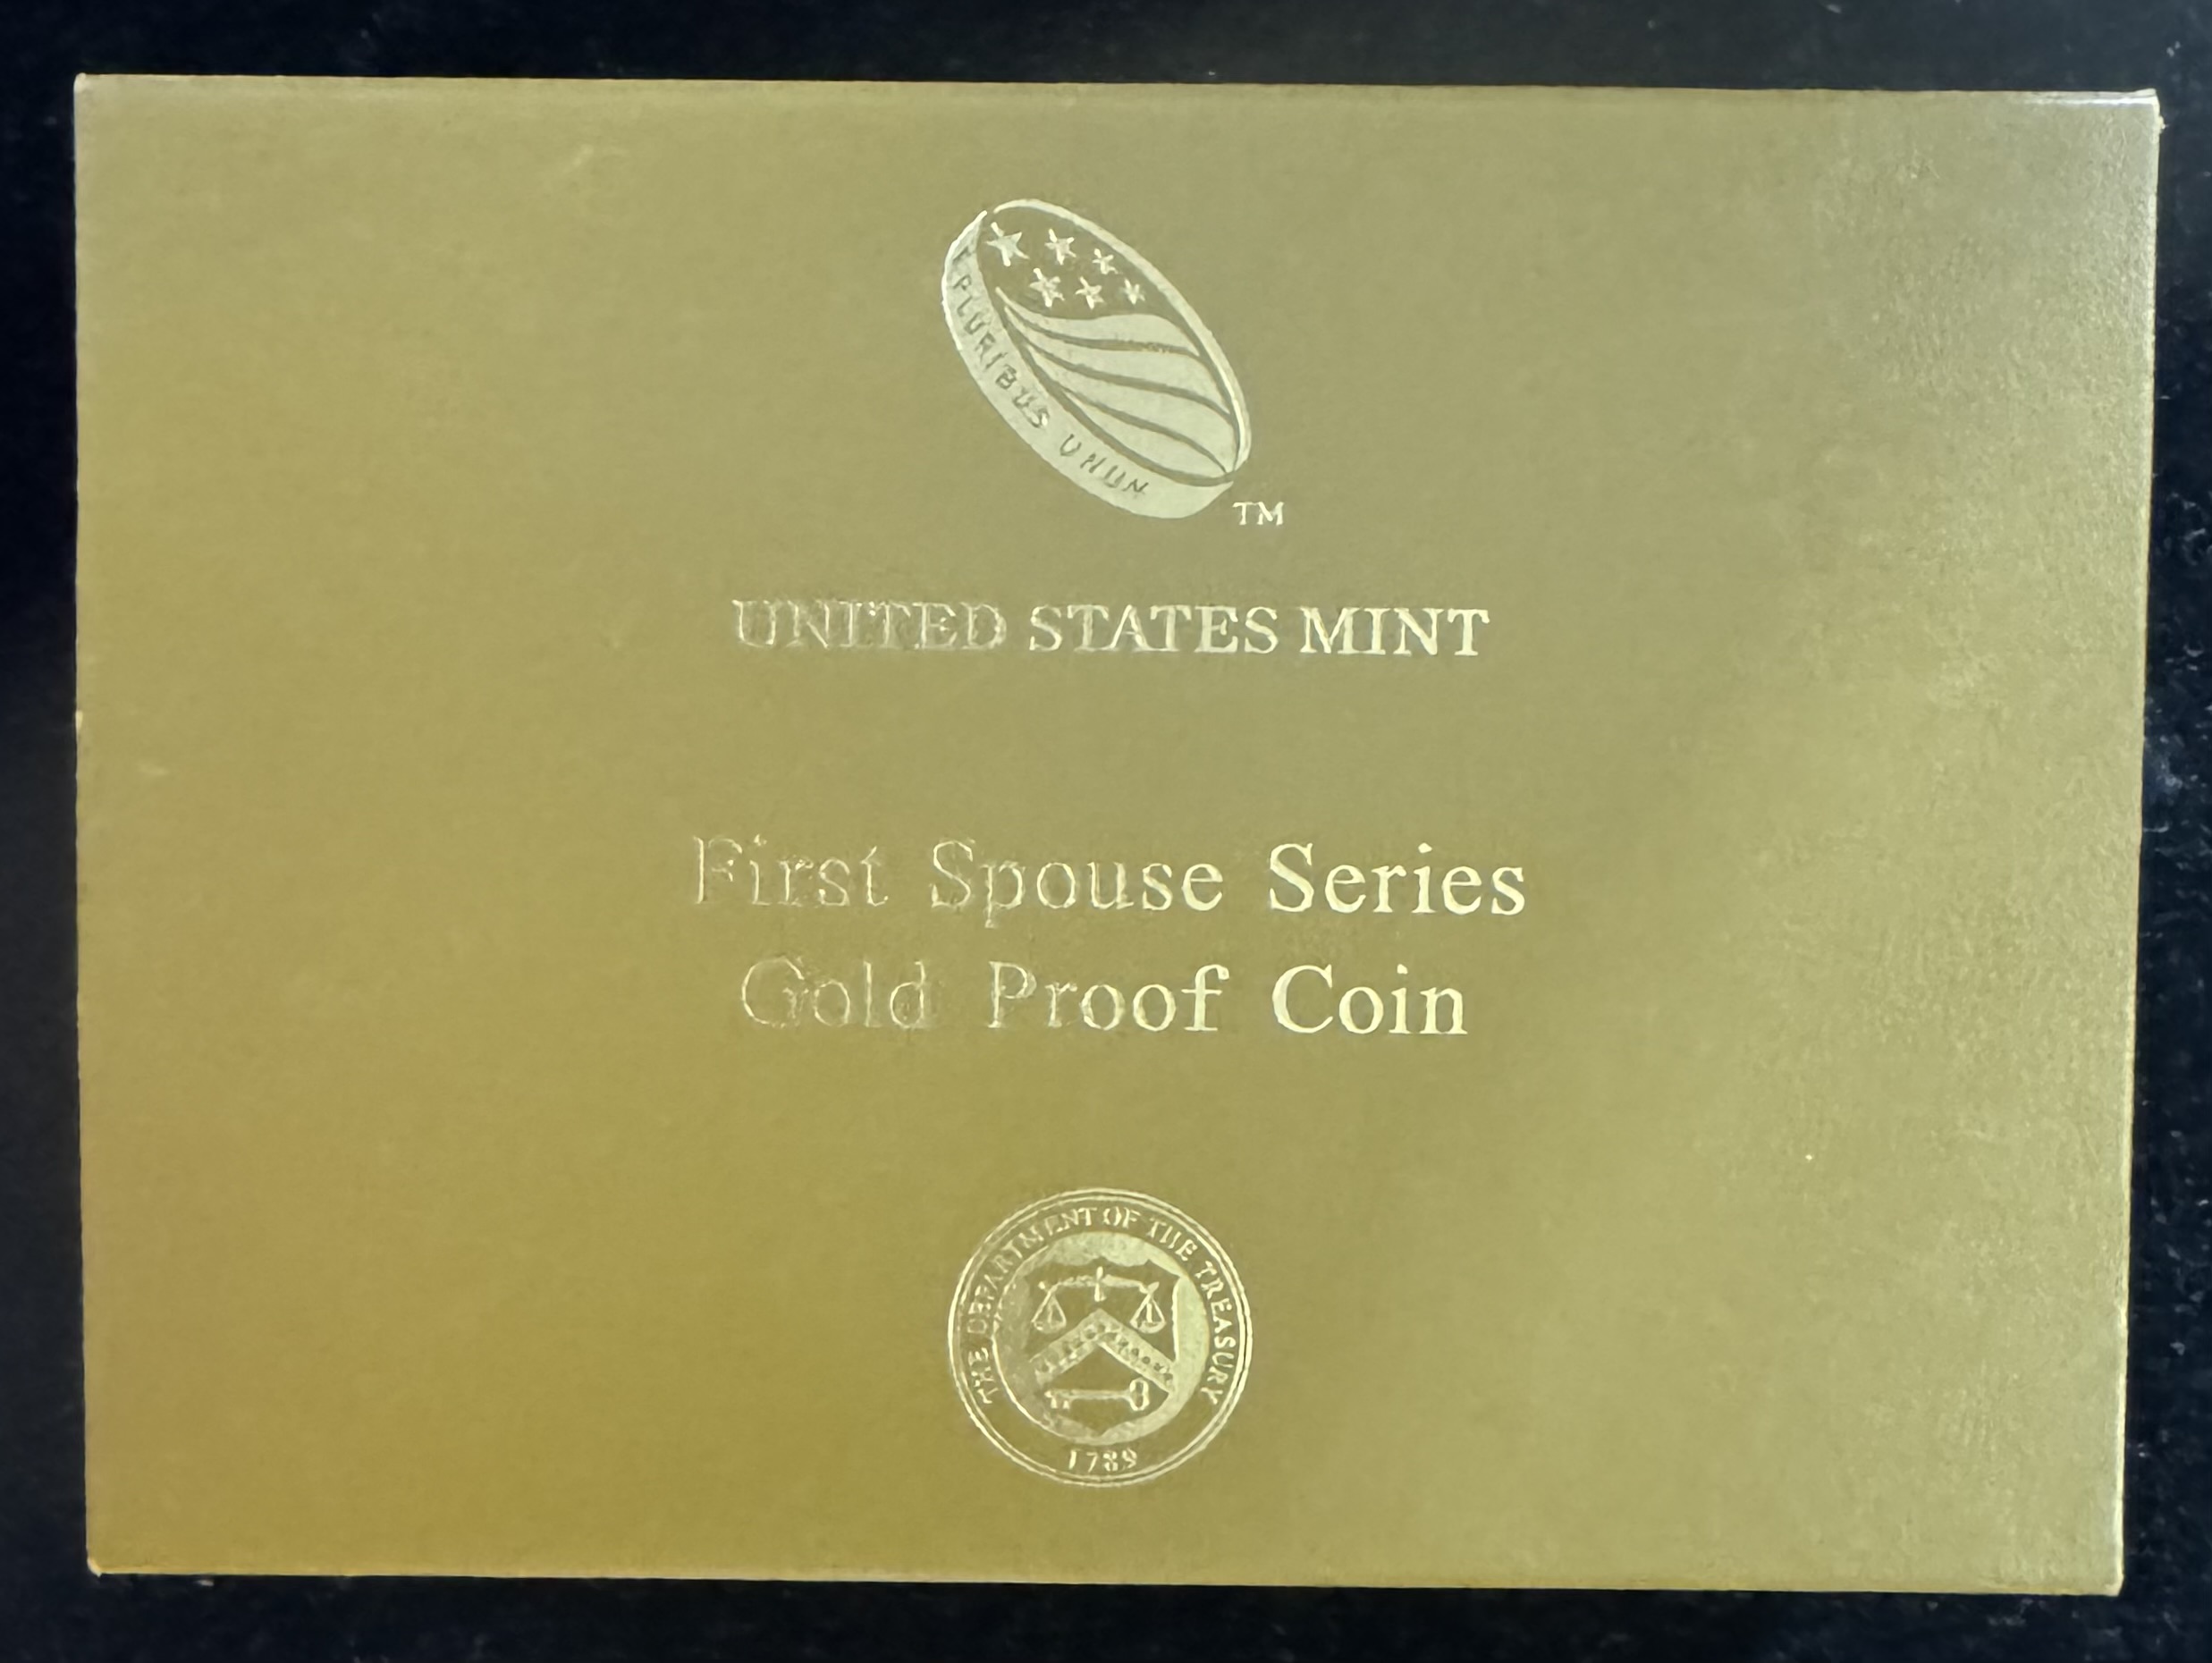 E PLURIBUS UNUM
TM
UNITED STATES MINT
First Spouse Series
Gold Proof Coin
THE DEPARTMENT OF THE TREASURY
1789